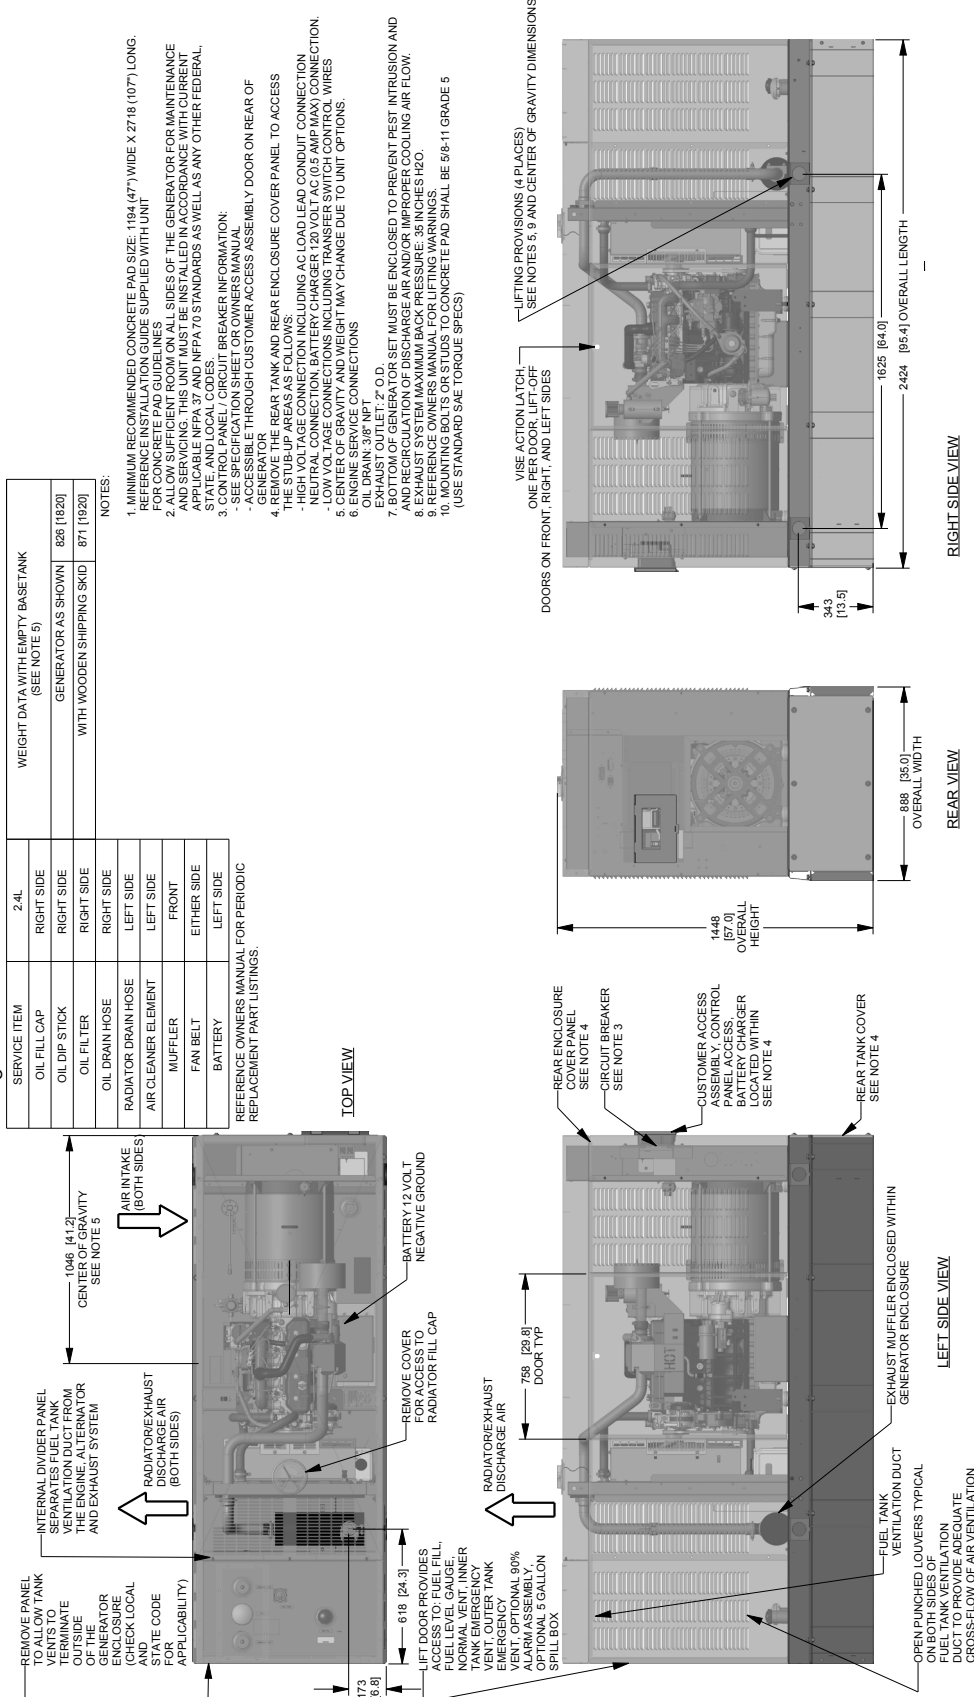 SERVICE ITEM 2.4L
OIL FILL CAP RIGHT SIDE
OIL DIP STICK RIGHT SIDE
OIL FILTER RIGHT SIDE
OIL DRAIN HOSE RIGHT SIDE
RADIATOR DRAIN HOSE LEFT SIDE
AIR CLEANER ELEMENT LEFT SIDE
MUFFLER FRONT
FAN BELT EITHER SIDE
BATTERY LEFT SIDE
REFERENCE OWNERS MANUAL FOR PERIODIC
REPLACEMENT PART LISTINGS.
WEIGHT DATA WITH EMPTY BASETANK
(SEE NOTE 5)
GENERATOR AS SHOWN 826 [1820]
WITH WOODEN SHIPPING SKID 871 [1920]
NOTES:
1. MINIMUM RECOMMENDED CONCRETE PAD SIZE: 1194 (47") WIDE X 2718 (107") LONG.
REFERENCE INSTALLATION GUIDE SUPPLIED WITH UNIT
FOR CONCRETE PAD GUIDELINES
2. ALLOW SUFFICIENT ROOM ON ALL SIDES OF THE GENERATOR FOR MAINTENANCE
AND SERVICING. THIS UNIT MUST BE INSTALLED IN ACCORDANCE WITH CURRENT
APPLICABLE NFPA 37 AND NFPA 70 STANDARDS AS WELL AS ANY OTHER FEDERAL,
STATE, AND LOCAL CODES.
3. CONTROL PANEL / CIRCUIT BREAKER INFORMATION:
- SEE SPECIFICATION SHEET OR OWNERS MANUAL
- ACCESSIBLE THROUGH CUSTOMER ACCESS ASSEMBLY DOOR ON REAR OF
GENERATOR
4. REMOVE THE REAR TANK AND REAR ENCLOSURE COVER PANEL TO ACCESS
THE STUB-UP AREAS AS FOLLOWS:
- HIGH VOLTAGE CONNECTION INCLUDING AC LOAD LEAD CONDUIT CONNECTION
NEUTRAL CONNECTION, BATTERY CHARGER 120 VOLT AC (0.5 AMP MAX) CONNECTION.
- LOW VOLTAGE CONNECTIONS INCLUDING TRANSFER SWITCH CONTROL WIRES
5. CENTER OF GRAVITY AND WEIGHT MAY CHANGE DUE TO UNIT OPTIONS.
6. ENGINE SERVICE CONNECTIONS
OIL DRAIN: 3/8" NPT
EXHAUST OUTLET: 2" O.D.
7. BOTTOM OF GENERATOR SET MUST BE ENCLOSED TO PREVENT PEST INTRUSION AND
AND RECIRCULATION OF DISCHARGE AIR AND/OR IMPROPER COOLING AIR FLOW.
8. EXHAUST SYSTEM MAXIMUM BACK PRESSURE: 35 INCHES H2O.
9. REFERENCE OWNERS MANUAL FOR LIFTING WARNINGS.
10. MOUNTING BOLTS OR STUDS TO CONCRETE PAD SHALL BE 5/8-11 GRADE 5
(USE STANDARD SAE TORQUE SPECS)
REMOVE PANEL
TO ALLOW TANK
VENTS TO
TERMINATE
OUTSIDE
OF THE
GENERATOR
ENCLOSURE
(CHECK LOCAL
AND
STATE CODE
FOR
APPLICABILITY)
INTERNAL DIVIDER PANEL
SEPARATES FUEL TANK
VENTILATION DUCT FROM
THE ENGINE, ALTERNATOR
AND EXHAUST SYSTEM
RADIATOR/EXHAUST
DISCHARGE AIR
(BOTH SIDES)
1046 [41.2]
CENTER OF GRAVITY
SEE NOTE 5
AIR INTAKE
(BOTH SIDES)
TOP VIEW
173
[6.8]
618 [24.3]
REMOVE COVER
FOR ACCESS TO
RADIATOR FILL CAP
BATTERY 12 VOLT
NEGATIVE GROUND
LIFT DOOR PROVIDES
ACCESS TO: FUEL FILL,
FUEL LEVEL GAUGE,
NORMAL VENT, INNER
TANK EMERGENCY
VENT, OUTER TANK
EMERGENCY
VENT, OPTIONAL 90%
ALARM ASSEMBLY,
OPTIONAL 5 GALLON
SPILL BOX
RADIATOR/EXHAUST
DISCHARGE AIR
758 [29.8]
DOOR TYP
REAR ENCLOSURE
COVER PANEL
SEE NOTE 4
CIRCUIT BREAKER
SEE NOTE 3
CUSTOMER ACCESS
ASSEMBLY, CONTROL
PANEL ACCESS,
BATTERY CHARGER
LOCATED WITHIN
SEE NOTE 4
REAR TANK COVER
SEE NOTE 4
HOT
EXHAUST MUFFLER ENCLOSED WITHIN
GENERATOR ENCLOSURE
FUEL TANK
VENTILATION DUCT
OPEN PUNCHED LOUVERS TYPICAL
ON BOTH SIDES OF
FUEL TANK VENTILATION
DUCT TO PROVIDE ADEQUATE
CROSS-FLOW OF AIR VENTILATION
LEFT SIDE VIEW
1448
[57.0]
OVERALL
HEIGHT
888 [35.0]
OVERALL WIDTH
REAR VIEW
VISE ACTION LATCH,
ONE PER DOOR, LIFT-OFF
DOORS ON FRONT, RIGHT, AND LEFT SIDES
LIFTING PROVISIONS (4 PLACES)
SEE NOTES 5, 9 AND CENTER OF GRAVITY DIMENSIONS
343
[13.5]
1625 [64.0]
2424 [95.4] OVERALL LENGTH
RIGHT SIDE VIEW